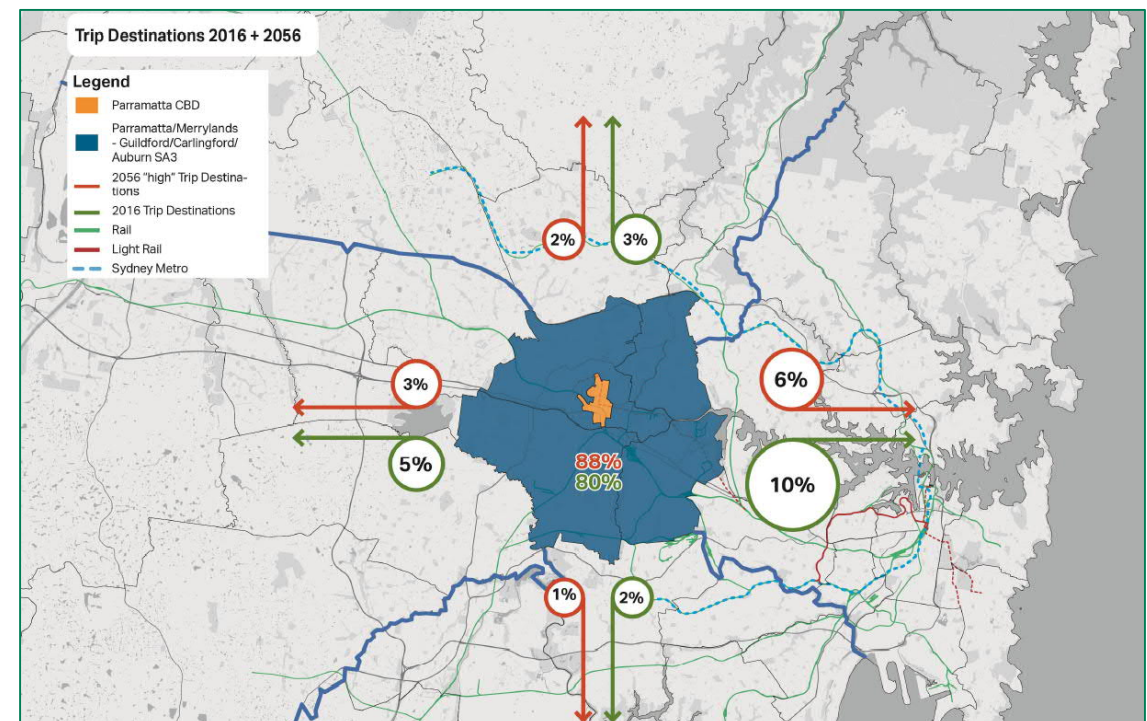 Trip Destinations 2016 + 2056
Legend
Parramatta CBD
Parramatta/Merrylands
- Guildford/Carlingford/
Auburn SA3
2056 "high" Trip Destina-
tions
2016 Trip Destinations
Rail
Light Rail
Sydney Metro
2%
3%
3%
6%
5%
88%
80%
10%
1%
2%